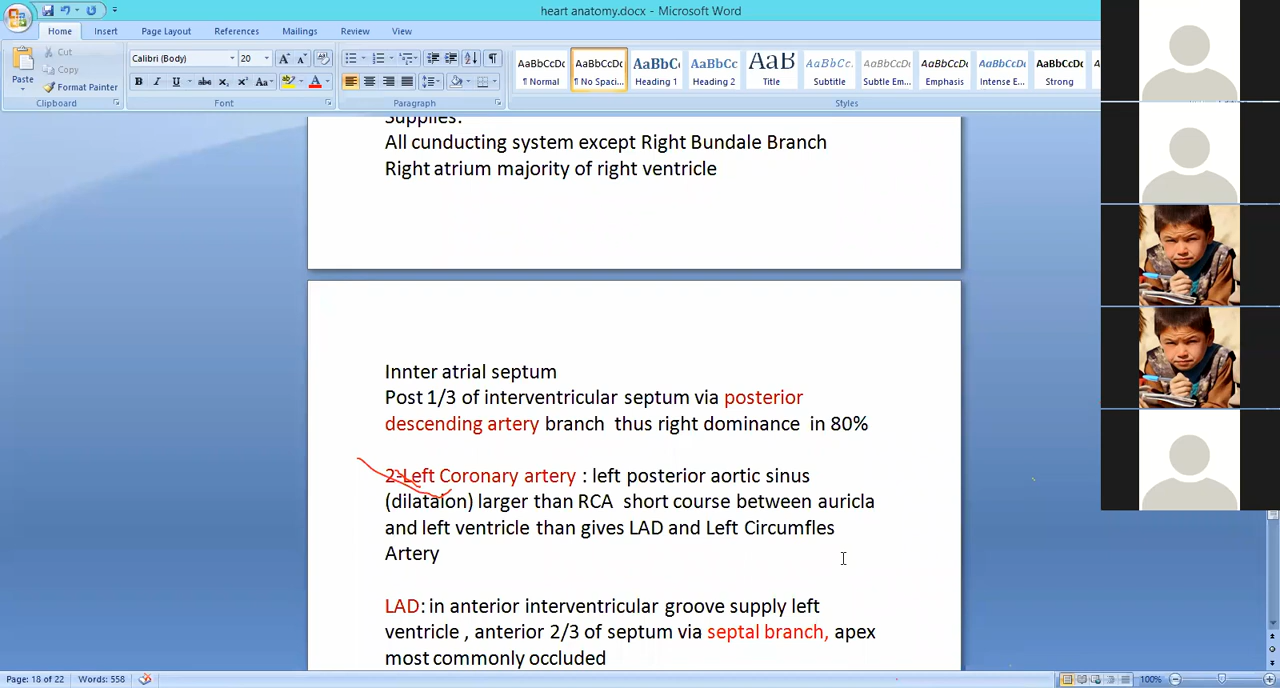 heart anatomy.docx - Microsoft Word
Home Insert Page Layout References Mailings Review View
Cut
Copy
Format Painter
Paste
Clipboard
Calibri (Body) 20
Font
Paragraph
AaBbCcDc AaBbCcDc AaBbC AaBbCc AaB AaBbCc. AaBbCcDc AaBbCcDc AaBbCcDc AaBbCcDc
¶ Normal ¶ No Spaci... Heading 1 Heading 2 Title Subtitle Subtle Em... Emphasis Intense E... Strong
Styles
Supplies:
All cunducting system except Right Bundale Branch
Right atrium majority of right ventricle
Innter atrial septum
Post 1/3 of interventricular septum via posterior
descending artery branch thus right dominance in 80%
2-Left Coronary artery : left posterior aortic sinus
(dilataion) larger than RCA short course between auricla
and left ventricle than gives LAD and Left Circumfles
Artery
LAD: in anterior interventricular groove supply left
ventricle , anterior 2/3 of septum via septal branch, apex
most commonly occluded
Page: 18 of 22 Words: 558 100%